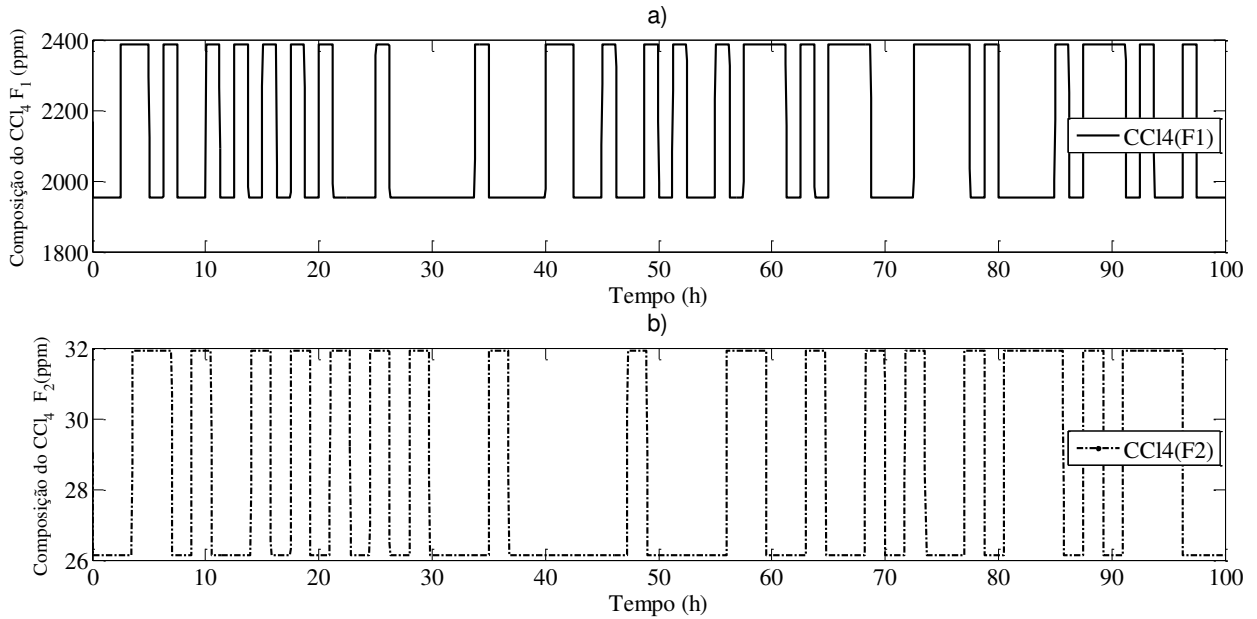 a)
Composição do CCl4 F1 (ppm)
2400
2200
2000
1800
CCl4(F1)
0 10 20 30 40 50 60 70 80 90 100
Tempo (h)
b)
Composição do CCl4 F2(ppm)
32
30
28
26
CCl4(F2)
0 10 20 30 40 50 60 70 80 90 100
Tempo (h)